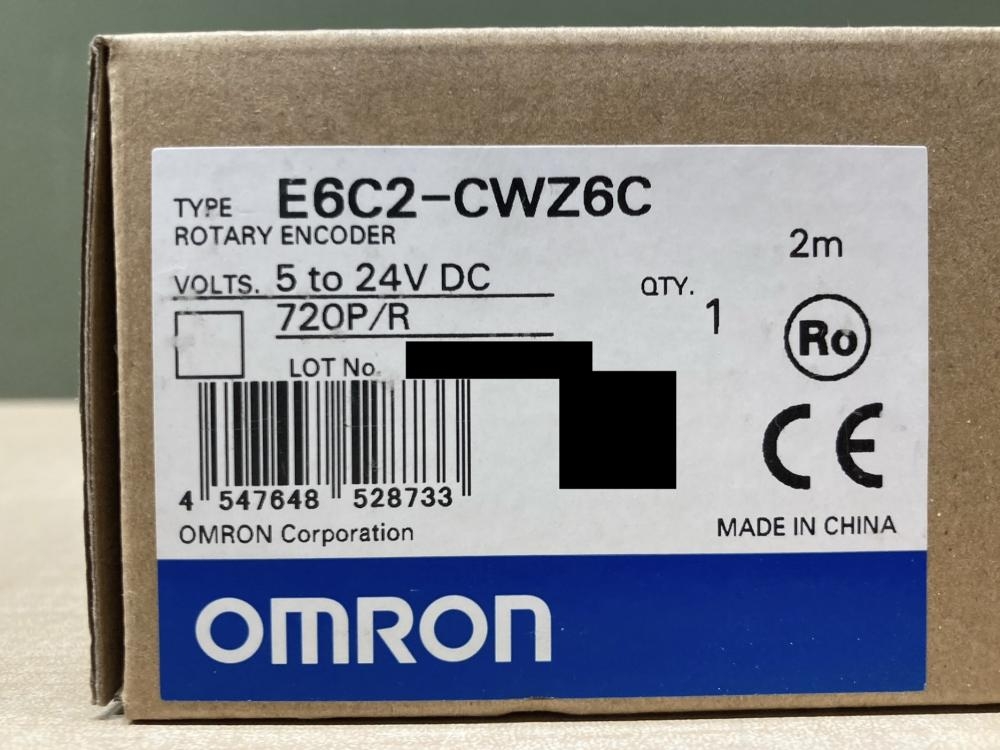 TYPE E6C2-CWZ6C
ROTARY ENCODER
2m
VOLTS. 5 to 24V DC
QTY. 1
720P/R
Ro
LOT No.
CE
4 547648 528733
OMRON Corporation
MADE IN CHINA
OMRON